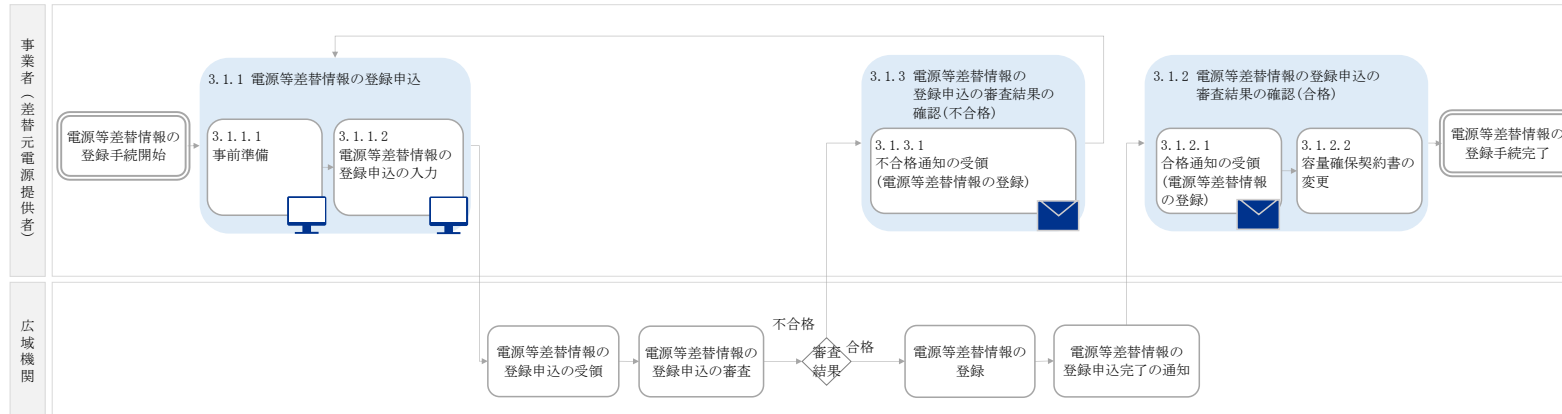 事業者(差替元電源提供者)
電源等差替情報の
登録手続開始
3.1.1 電源等差替情報の登録申込
3.1.1.1
事前準備
3.1.1.2
電源等差替情報の
登録申込の入力
3.1.3 電源等差替情報の
登録申込の審査結果の
確認(不合格)
3.1.3.1
不合格通知の受領
(電源等差替情報の登録)
3.1.2 電源等差替情報の登録申込の
審査結果の確認(合格)
3.1.2.1
合格通知の受領
(電源等差替情報
の登録)
3.1.2.2
容量確保契約書の
変更
電源等差替情報の
登録手続完了
広域機関
電源等差替情報の
登録申込の受領
電源等差替情報の
登録申込の審査
不合格
審査
結果
合格
電源等差替情報の
登録
電源等差替情報の
登録申込完了の通知